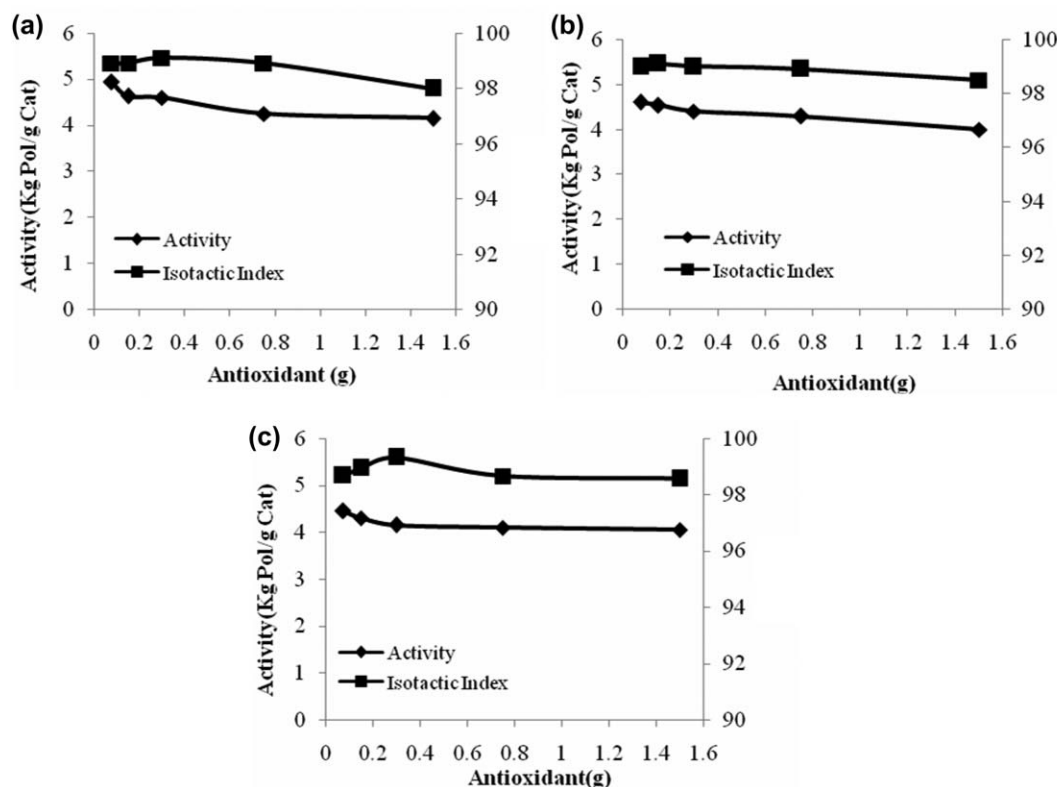 (a)
6
5
4
3
2
1
0
Activity(Kg Pol/g Cat)
100
98
96
94
92
90
Activity
Isotactic Index
0 0.2 0.4 0.6 0.8 1 1.2 1.4 1.6
Antioxidant (g)
(b)
6
5
4
3
2
1
0
Activity(Kg Pol/g Cat)
100
98
96
94
92
90
Activity
Isotactic Index
0 0.2 0.4 0.6 0.8 1 1.2 1.4 1.6
Antioxidant(g)
(c)
6
5
4
3
2
1
0
Activity(Kg Pol/g Cat)
100
98
96
94
92
90
Activity
Isotactic Index
0 0.2 0.4 0.6 0.8 1 1.2 1.4 1.6
Antioxidant(g)